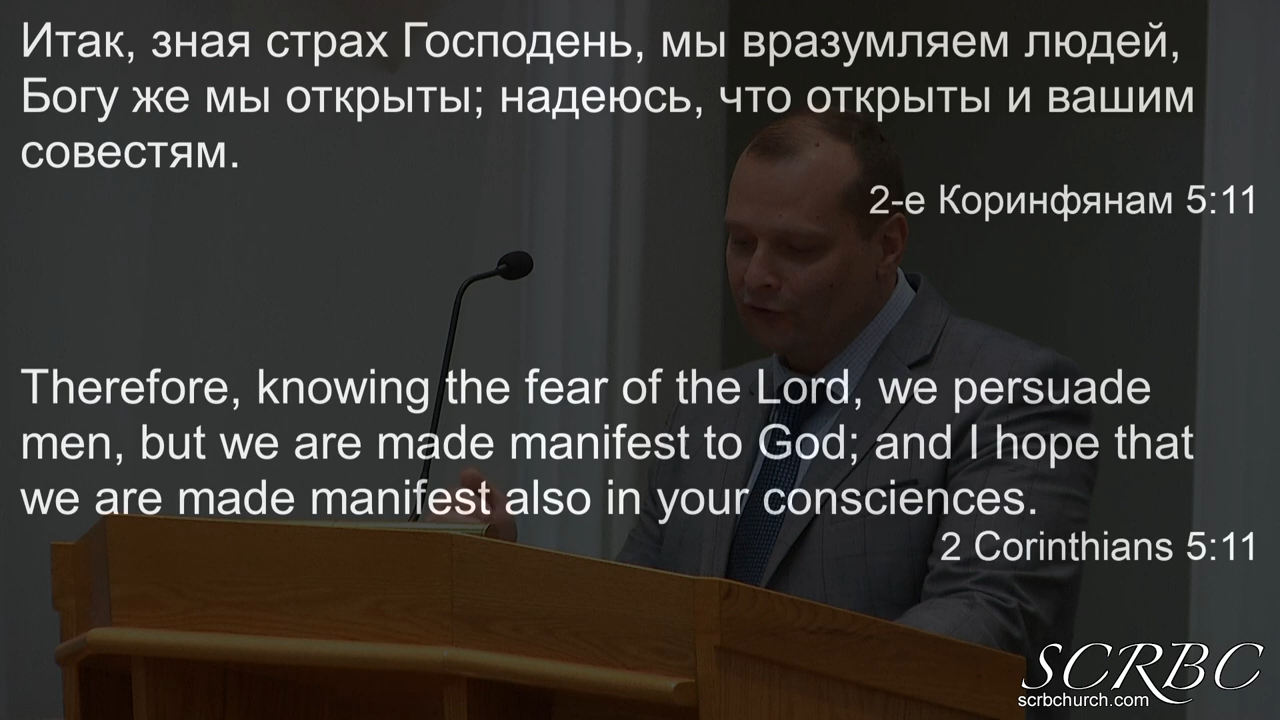 Итак, зная страх Господень, мы вразумляем людей,
Богу же мы открыты; надеюсь, что открыты и вашим
совестям.
2-е Коринфянам 5:11
Therefore, knowing the fear of the Lord, we persuade
men, but we are made manifest to God; and I hope that
we are made manifest also in your consciences.
2 Corinthians 5:11
SCRBC
scrbchurch.com